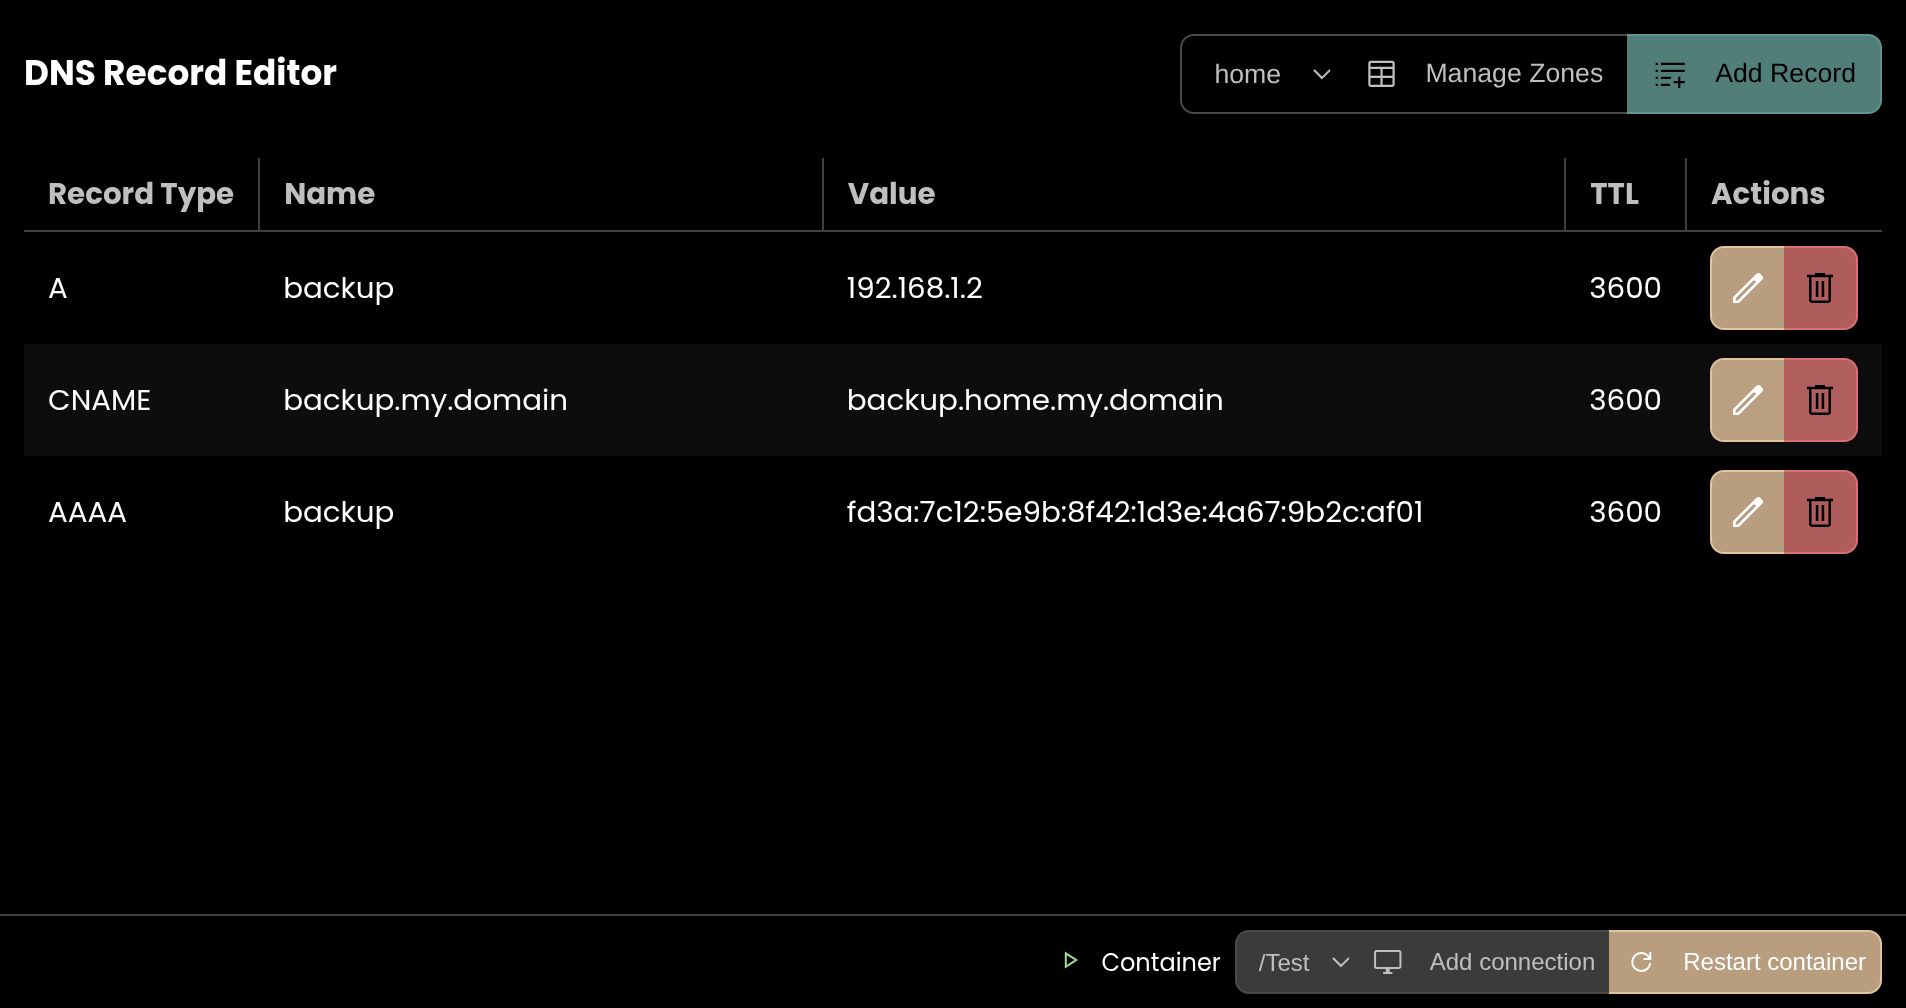 DNS Record Editor home Manage Zones Add Record
Record Type Name Value TTL Actions
A backup 192.168.1.2 3600
CNAME backup.my.domain backup.home.my.domain 3600
AAAA backup fd3a:7c12:5e9b:8f42:1d3e:4a67:9b2c:af01 3600
Container /Test Add connection Restart container